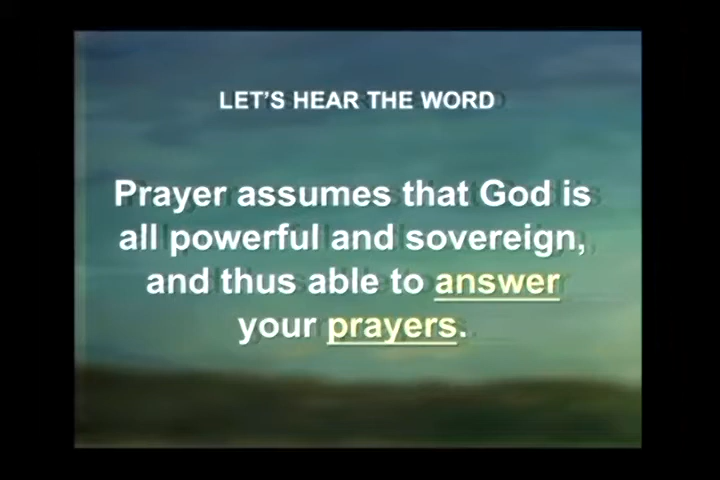 LET'S HEAR THE WORD
Prayer assumes that God is
all powerful and sovereign,
and thus able to answer
your prayers.